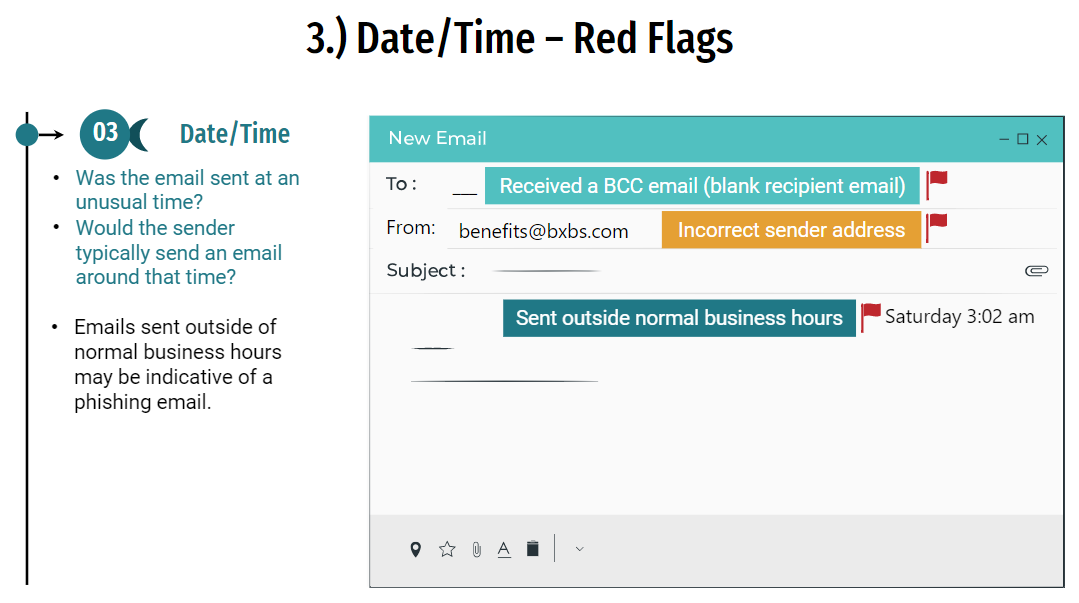 3.) Date/Time – Red Flags
03 Date/Time
• Was the email sent at an
unusual time?
• Would the sender
typically send an email
around that time?
• Emails sent outside of
normal business hours
may be indicative of a
phishing email.
New Email
To : Received a BCC email (blank recipient email)
From: benefits@bxbs.com Incorrect sender address
Subject :
Sent outside normal business hours Saturday 3:02 am
A